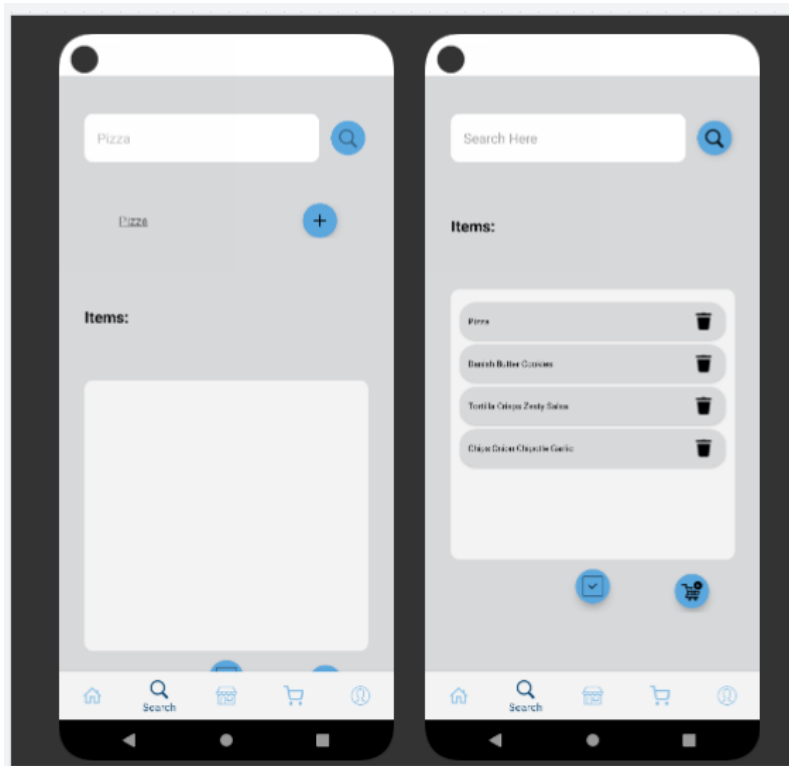 Pizza
Pizza
Items:
Search
Search Here
Items:
Pizza
Danish Butter Cookies
Tortilla Crisps Zesty Salsa
Chips Onion Chipotle Garlic
Search